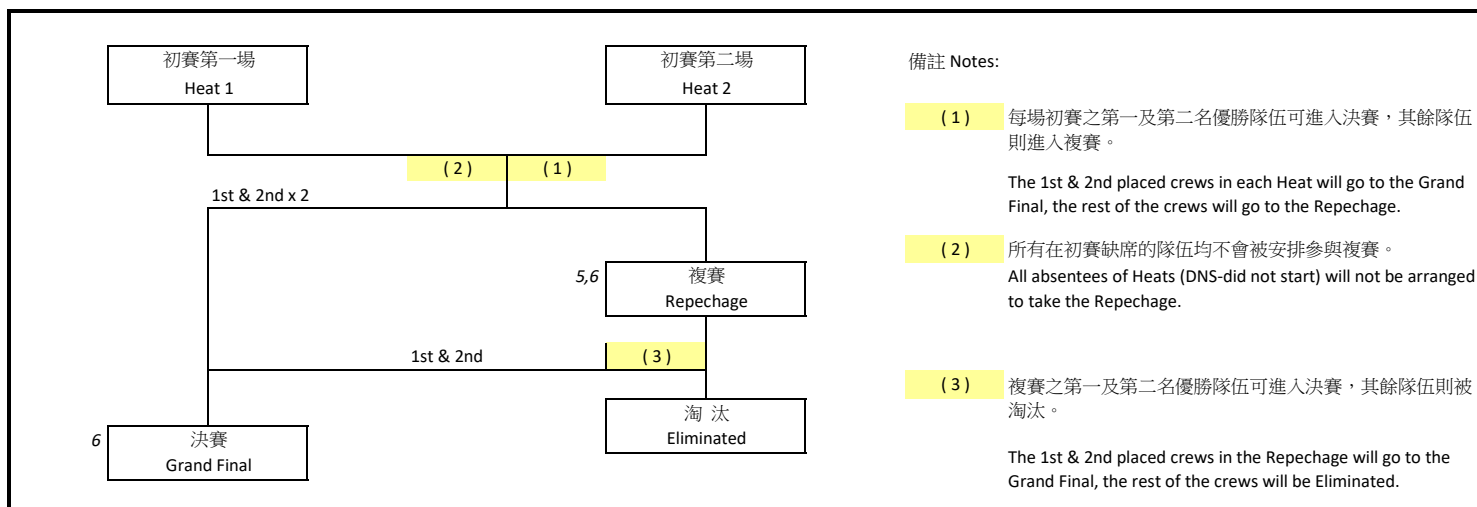 初賽第一場
Heat 1
初賽第二場
Heat 2
( 2 )
( 1 )
1st & 2nd x 2
5,6
複賽
Repechage
1st & 2nd
( 3 )
淘 汰
Eliminated
6
決賽
Grand Final
備註 Notes:
( 1 )
每場初賽之第一及第二名優勝隊伍可進入決賽，其餘隊伍
則進入複賽。
The 1st & 2nd placed crews in each Heat will go to the Grand
Final, the rest of the crews will go to the Repechage.
( 2 )
所有在初賽缺席的隊伍均不會被安排參與複賽。
All absentees of Heats (DNS-did not start) will not be arranged
to take the Repechage.
( 3 )
複賽之第一及第二名優勝隊伍可進入決賽，其餘隊伍則被
淘汰。
The 1st & 2nd placed crews in the Repechage will go to the
Grand Final, the rest of the crews will be Eliminated.